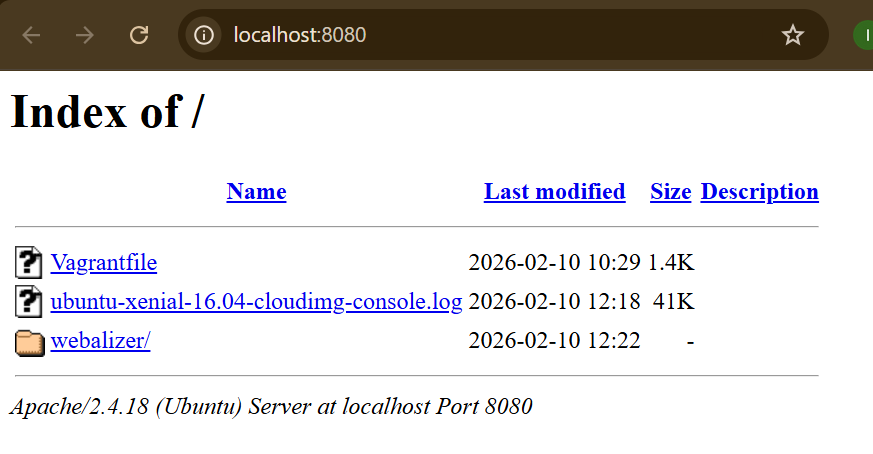 localhost:8080
Index of /
Name Last modified Size Description
Vagrantfile 2026-02-10 10:29 1.4K
ubuntu-xenial-16.04-cloudimg-console.log 2026-02-10 12:18 41K
webalizer/ 2026-02-10 12:22 -
Apache/2.4.18 (Ubuntu) Server at localhost Port 8080